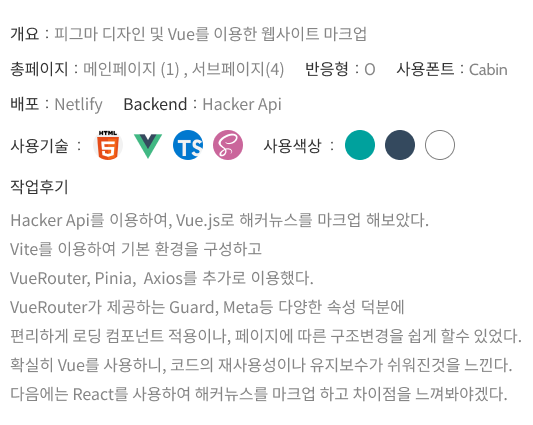 개요 : 피그마 디자인 및 Vue를 이용한 웹사이트 마크업
총페이지 : 메인페이지 (1) , 서브페이지(4) 반응형 : O 사용폰트 : Cabin
배포 : Netlify Backend : Hacker Api
사용기술 : HTML 5 TS S 사용색상 :
작업후기
Hacker Api를 이용하여, Vue.js로 해커뉴스를 마크업 해보았다.
Vite를 이용하여 기본 환경을 구성하고
VueRouter, Pinia, Axios를 추가로 이용했다.
VueRouter가 제공하는 Guard, Meta등 다양한 속성 덕분에
편리하게 로딩 컴포넌트 적용이나, 페이지에 따른 구조변경을 쉽게 할수 있었다.
확실히 Vue를 사용하니, 코드의 재사용성이나 유지보수가 쉬워진것을 느낀다.
다음에는 React를 사용하여 해커뉴스를 마크업 하고 차이점을 느껴봐야겠다.